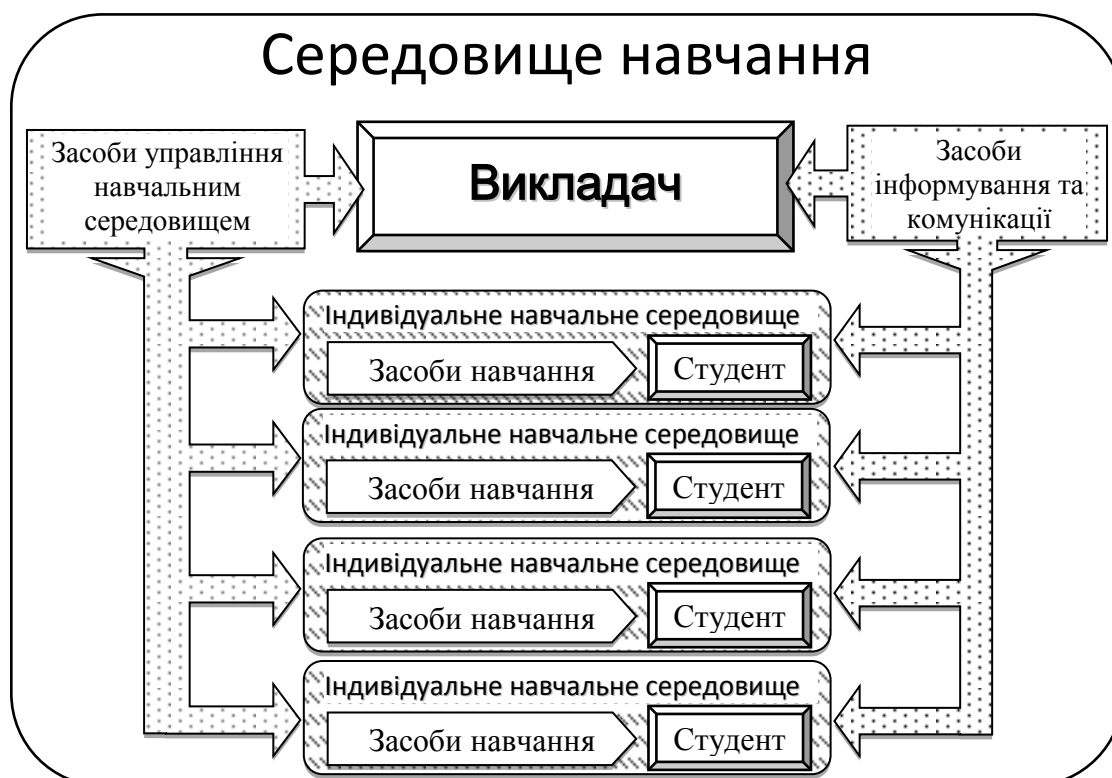 Середовище навчання
Засоби управління
навчальним
середовищем
Викладач
Засоби
інформування та
комунікації
Індивідуальне навчальне середовище
Засоби навчання
Студент
Індивідуальне навчальне середовище
Засоби навчання
Студент
Індивідуальне навчальне середовище
Засоби навчання
Студент
Індивідуальне навчальне середовище
Засоби навчання
Студент